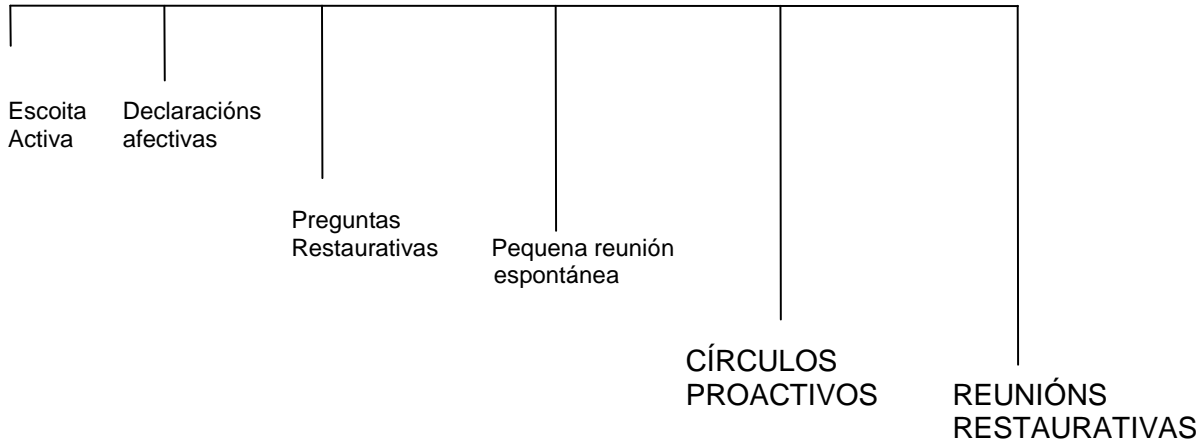 Escoita
Activa
Declaracións
afectivas
Preguntas
Restaurativas
Pequena reunión
espontánea
CÍRCULOS
PROACTIVOS
REUNIÓNS
RESTAURATIVAS